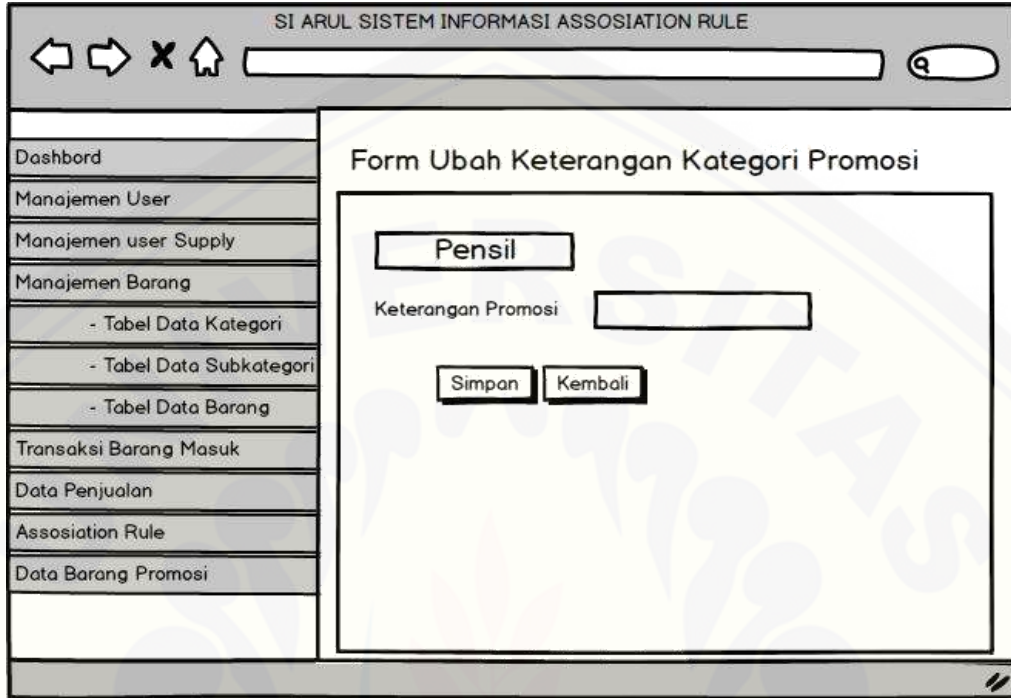 SI ARUL SISTEM INFORMASI ASSOSIATION RULE
Dashbord
Manajemen User
Manajemen user Supply
Manajemen Barang
- Tabel Data Kategori
- Tabel Data Subkategori
- Tabel Data Barang
Transaksi Barang Masuk
Data Penjualan
Assosiation Rule
Data Barang Promosi
Form Ubah Keterangan Kategori Promosi
Pensil
Keterangan Promosi
Simpan Kembali